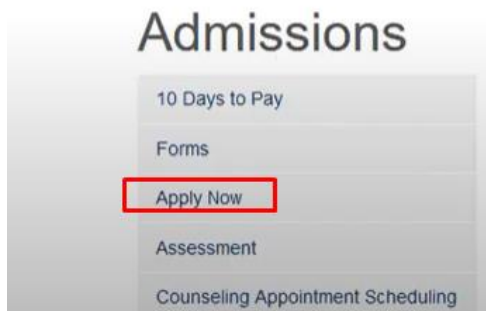 Admissions
10 Days to Pay
Forms
Apply Now
Assessment
Counseling Appointment Scheduling